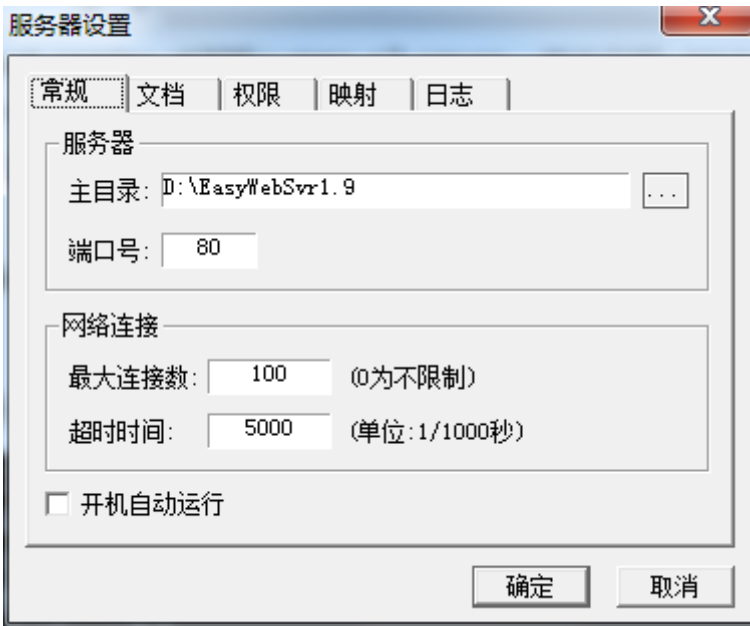 服务器设置
常规 文档 权限 映射 日志
服务器
主目录: D:\EasyWebSvr1.9 ...
端口号: 80
网络连接
最大连接数: 100 (0为不限制)
超时时间: 5000 (单位:1/1000秒)
开机自动运行
确定 取消